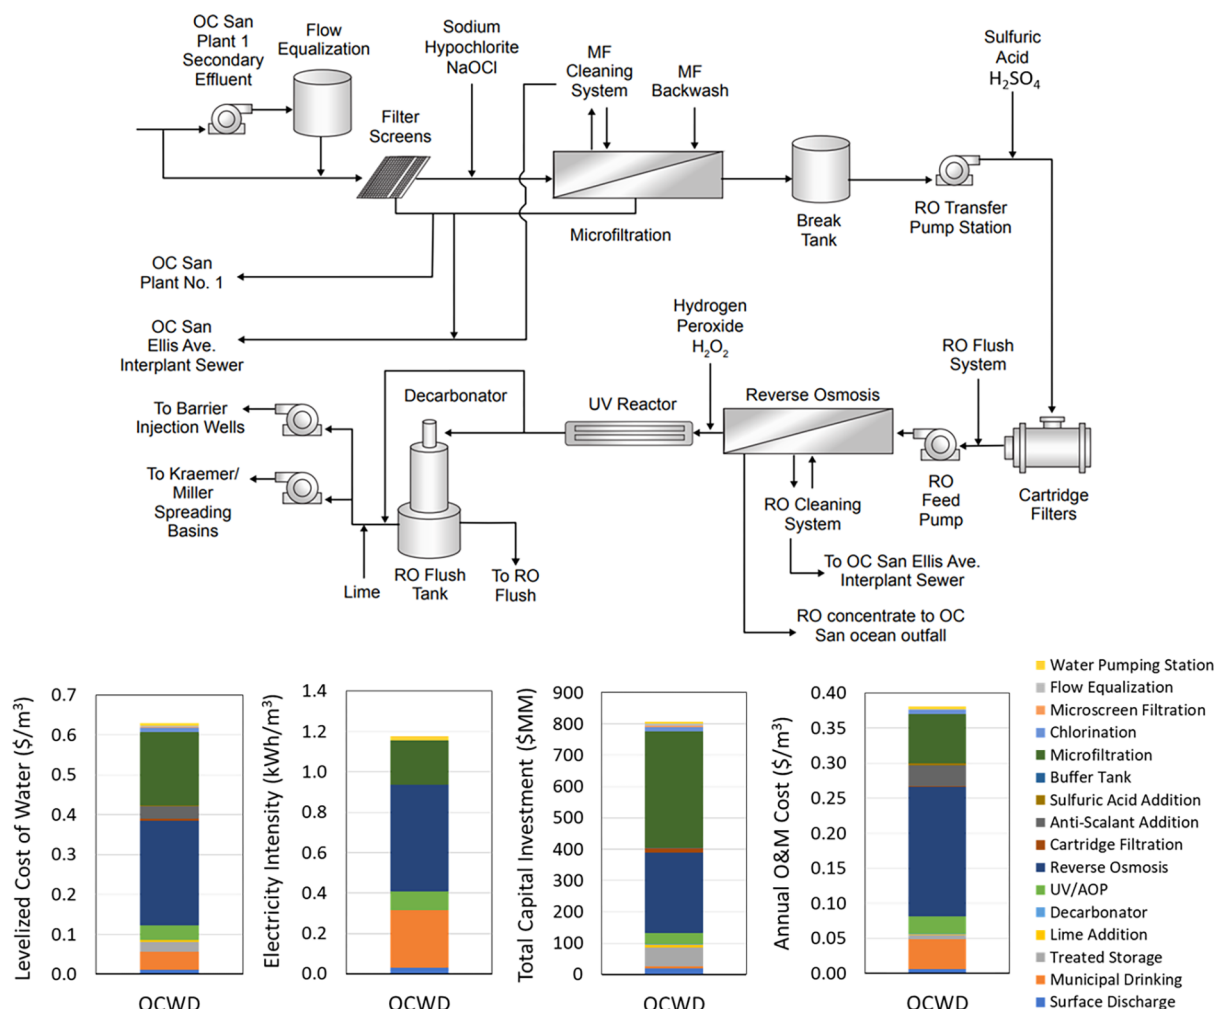 OC San
Plant 1
Secondary
Effluent
Flow
Equalization
Sodium
Hypochlorite
NaOCl
MF
Cleaning
System
MF
Backwash
Sulfuric
Acid
H2SO4
Filter
Screens
Microfiltration
Break
Tank
RO Transfer
Pump Station
OC San
Plant No. 1
OC San
Ellis Ave.
Interplant Sewer
Hydrogen
Peroxide
H2O2
RO Flush
System
To Barrier
Injection Wells
Decarbonator
UV Reactor
Reverse Osmosis
To Kraemer/
Miller
Spreading
Basins
RO Cleaning
System
RO
Feed
Pump
Cartridge
Filters
Lime
RO Flush
Tank
To RO
Flush
To OC San Ellis Ave.
Interplant Sewer
RO concentrate to OC
San ocean outfall
Levelized Cost of Water ($/m³)
0.7
0.6
0.5
0.4
0.3
0.2
0.1
0.0
OCWD
Electricity Intensity (kWh/m³)
1.4
1.2
1.0
0.8
0.6
0.4
0.2
0.0
OCWD
Total Capital Investment ($MM)
900
800
700
600
500
400
300
200
100
0
OCWD
Annual O&M Cost ($/m³)
0.40
0.35
0.30
0.25
0.20
0.15
0.10
0.05
0.00
OCWD
Water Pumping Station
Flow Equalization
Microscreen Filtration
Chlorination
Microfiltration
Buffer Tank
Sulfuric Acid Addition
Anti-Scalant Addition
Cartridge Filtration
Reverse Osmosis
UV/AOP
Decarbonator
Lime Addition
Treated Storage
Municipal Drinking
Surface Discharge